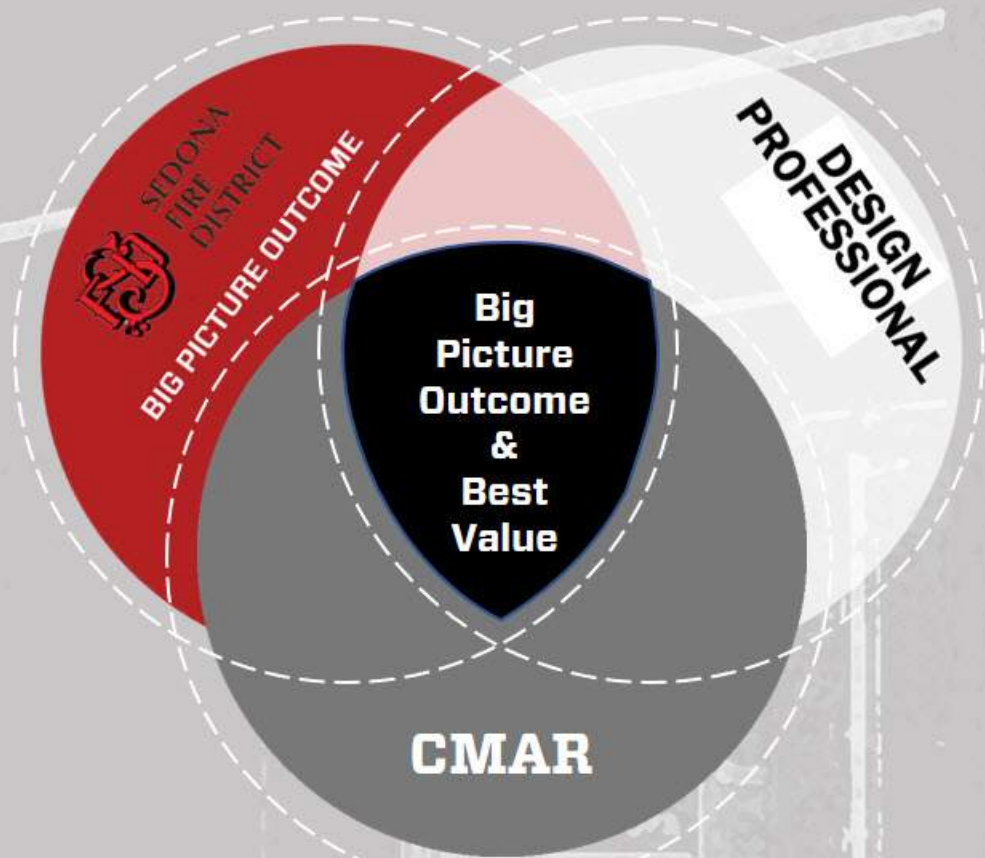 SEDONA
FIRE
DISTRICT
BIG PICTURE OUTCOME
DESIGN
PROFESSIONAL
Big
Picture
Outcome
&
Best
Value
CMAR